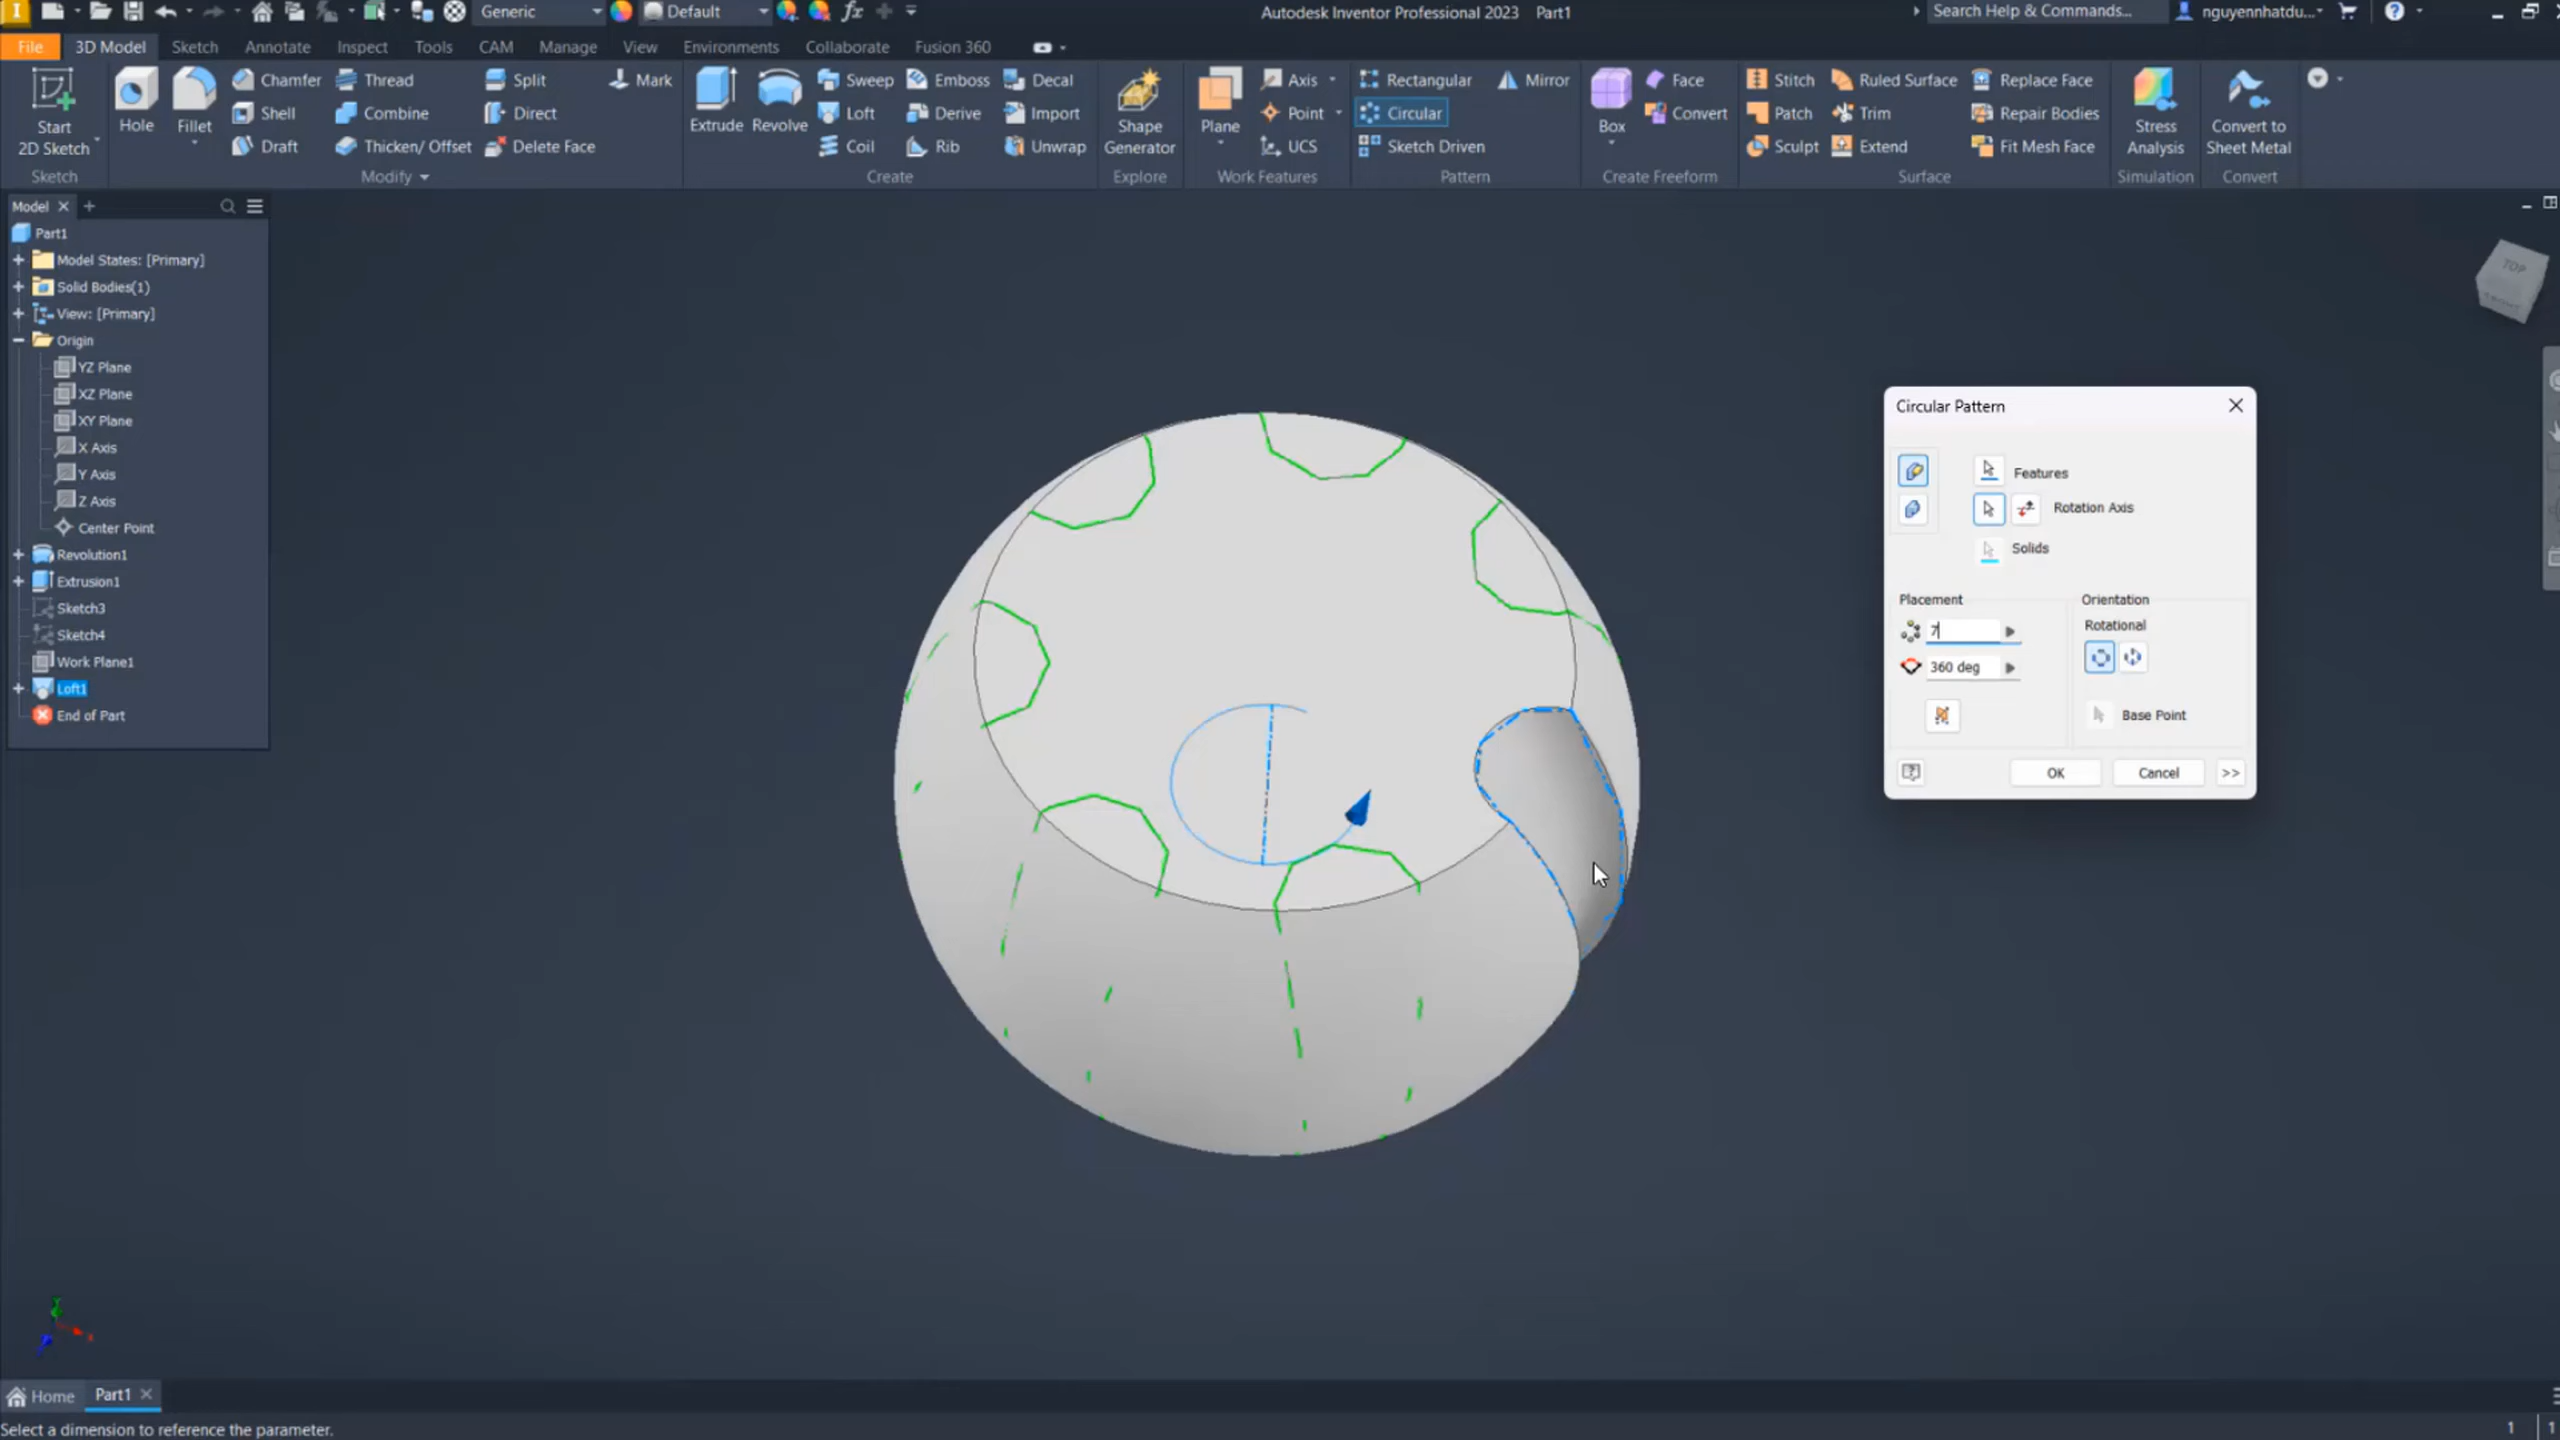 Generic
Default
fx
Autodesk Inventor Professional 2023 Part1
Search Help & Commands...
nguyennhatdu...
File
3D Model
Sketch
Annotate
Inspect
Tools
CAM
Manage
View
Environments
Collaborate
Fusion 360
Start
2D Sketch
Sketch
Hole
Fillet
Chamfer
Shell
Draft
Thread
Combine
Thicken/ Offset
Split
Direct
Delete Face
Mark
Modify
Extrude
Revolve
Sweep
Loft
Coil
Emboss
Derive
Rib
Decal
Import
Unwrap
Create
Shape
Generator
Explore
Plane
Axis
Point
UCS
Work Features
Rectangular
Circular
Sketch Driven
Mirror
Pattern
Box
Face
Convert
Create Freeform
Stitch
Patch
Sculpt
Ruled Surface
Trim
Extend
Replace Face
Repair Bodies
Fit Mesh Face
Surface
Stress
Analysis
Simulation
Convert to
Sheet Metal
Convert
Model
Part1
Model States: [Primary]
Solid Bodies(1)
View: [Primary]
Origin
YZ Plane
XZ Plane
XY Plane
X Axis
Y Axis
Z Axis
Center Point
Revolution1
Extrusion1
Sketch3
Sketch4
Work Plane1
Loft1
End of Part
TOP
Circular Pattern
Features
Rotation Axis
Solids
Placement
7
360 deg
Orientation
Rotational
Base Point
OK
Cancel
>>
Home
Part1
Select a dimension to reference the parameter.
1
1